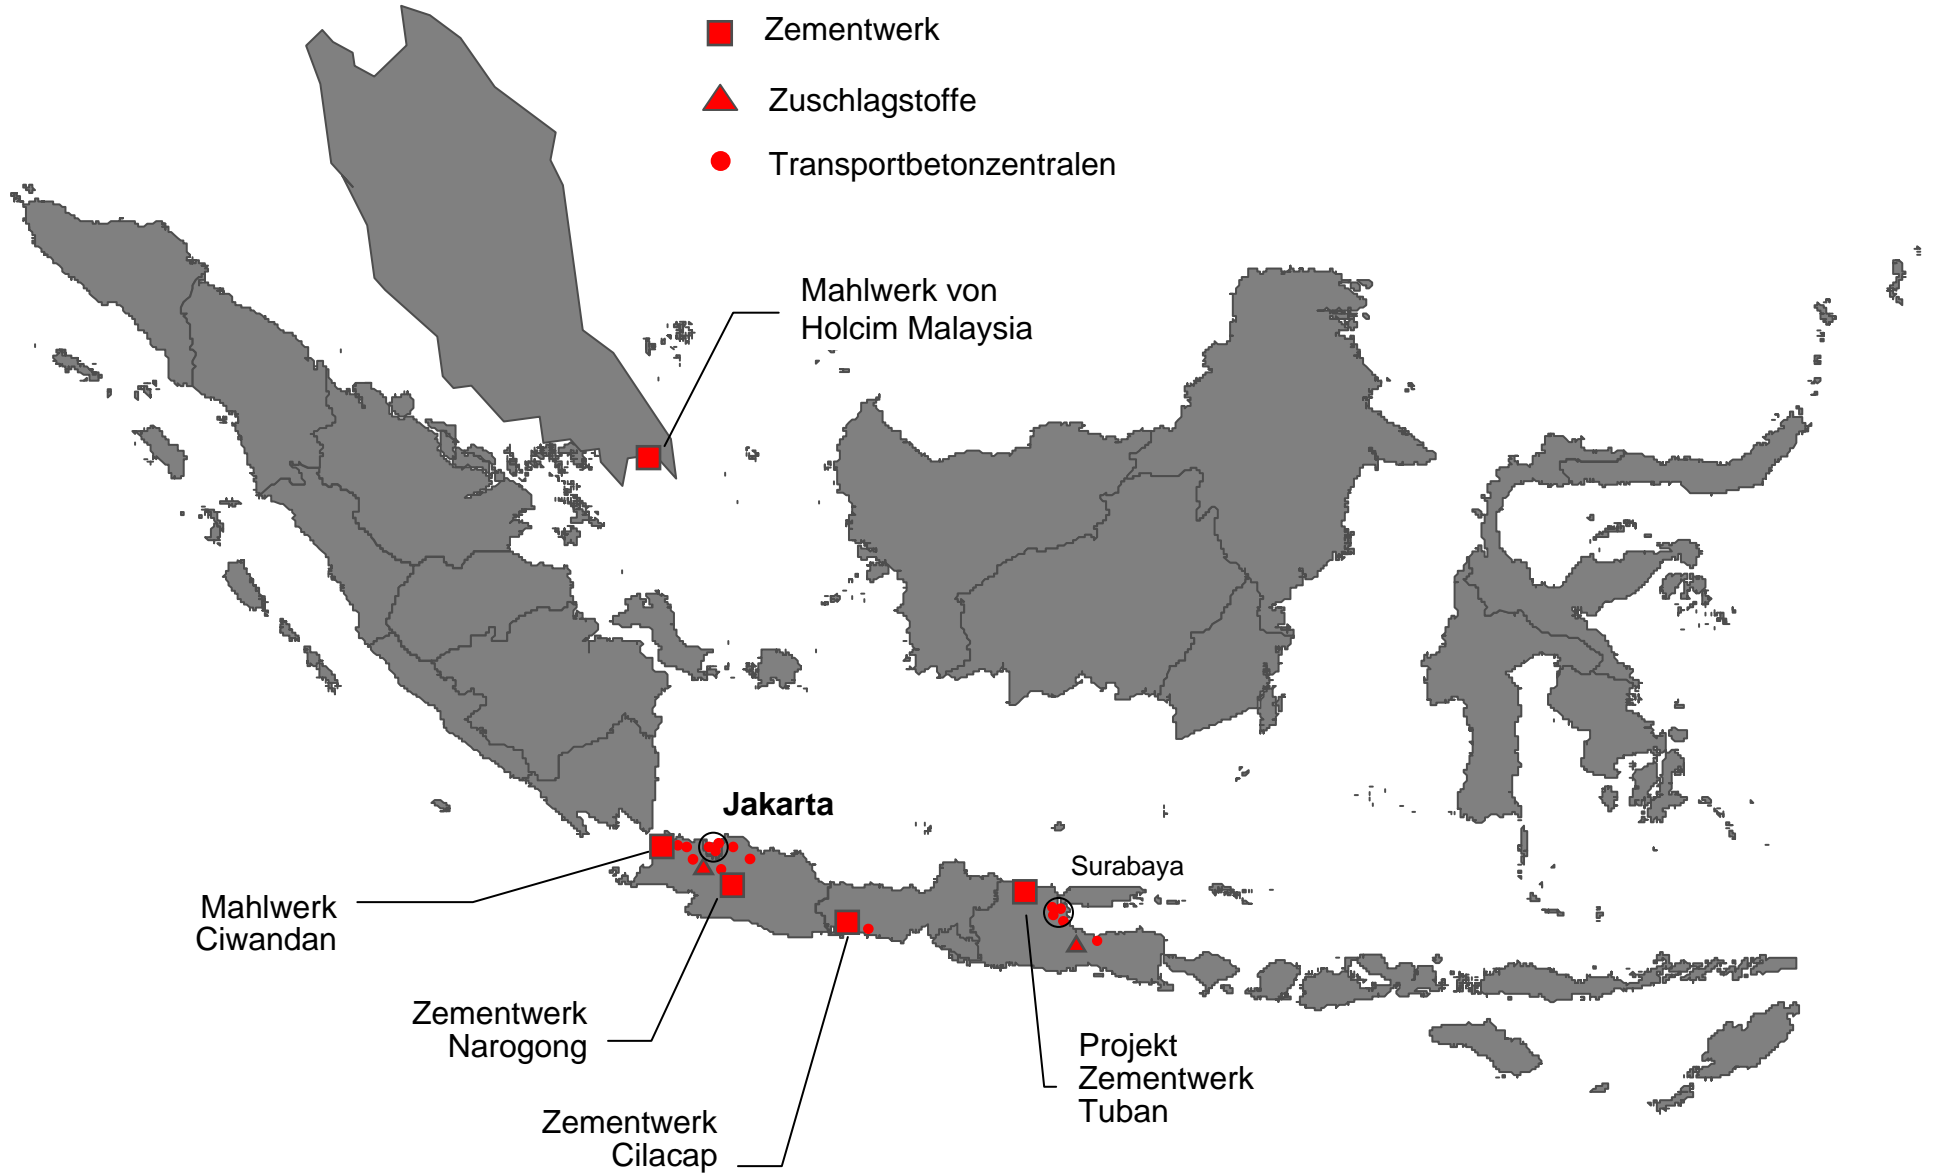 Zementwerk
Zuschlagstoffe
Transportbetonzentralen
Mahlwerk von
Holcim Malaysia
Jakarta
Surabaya
Mahlwerk
Ciwandan
Zementwerk
Narogong
Zementwerk
Cilacap
Projekt
Zementwerk
Tuban